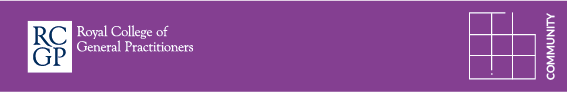 RC
GP
Royal College of
General Practitioners
COMMUNITY